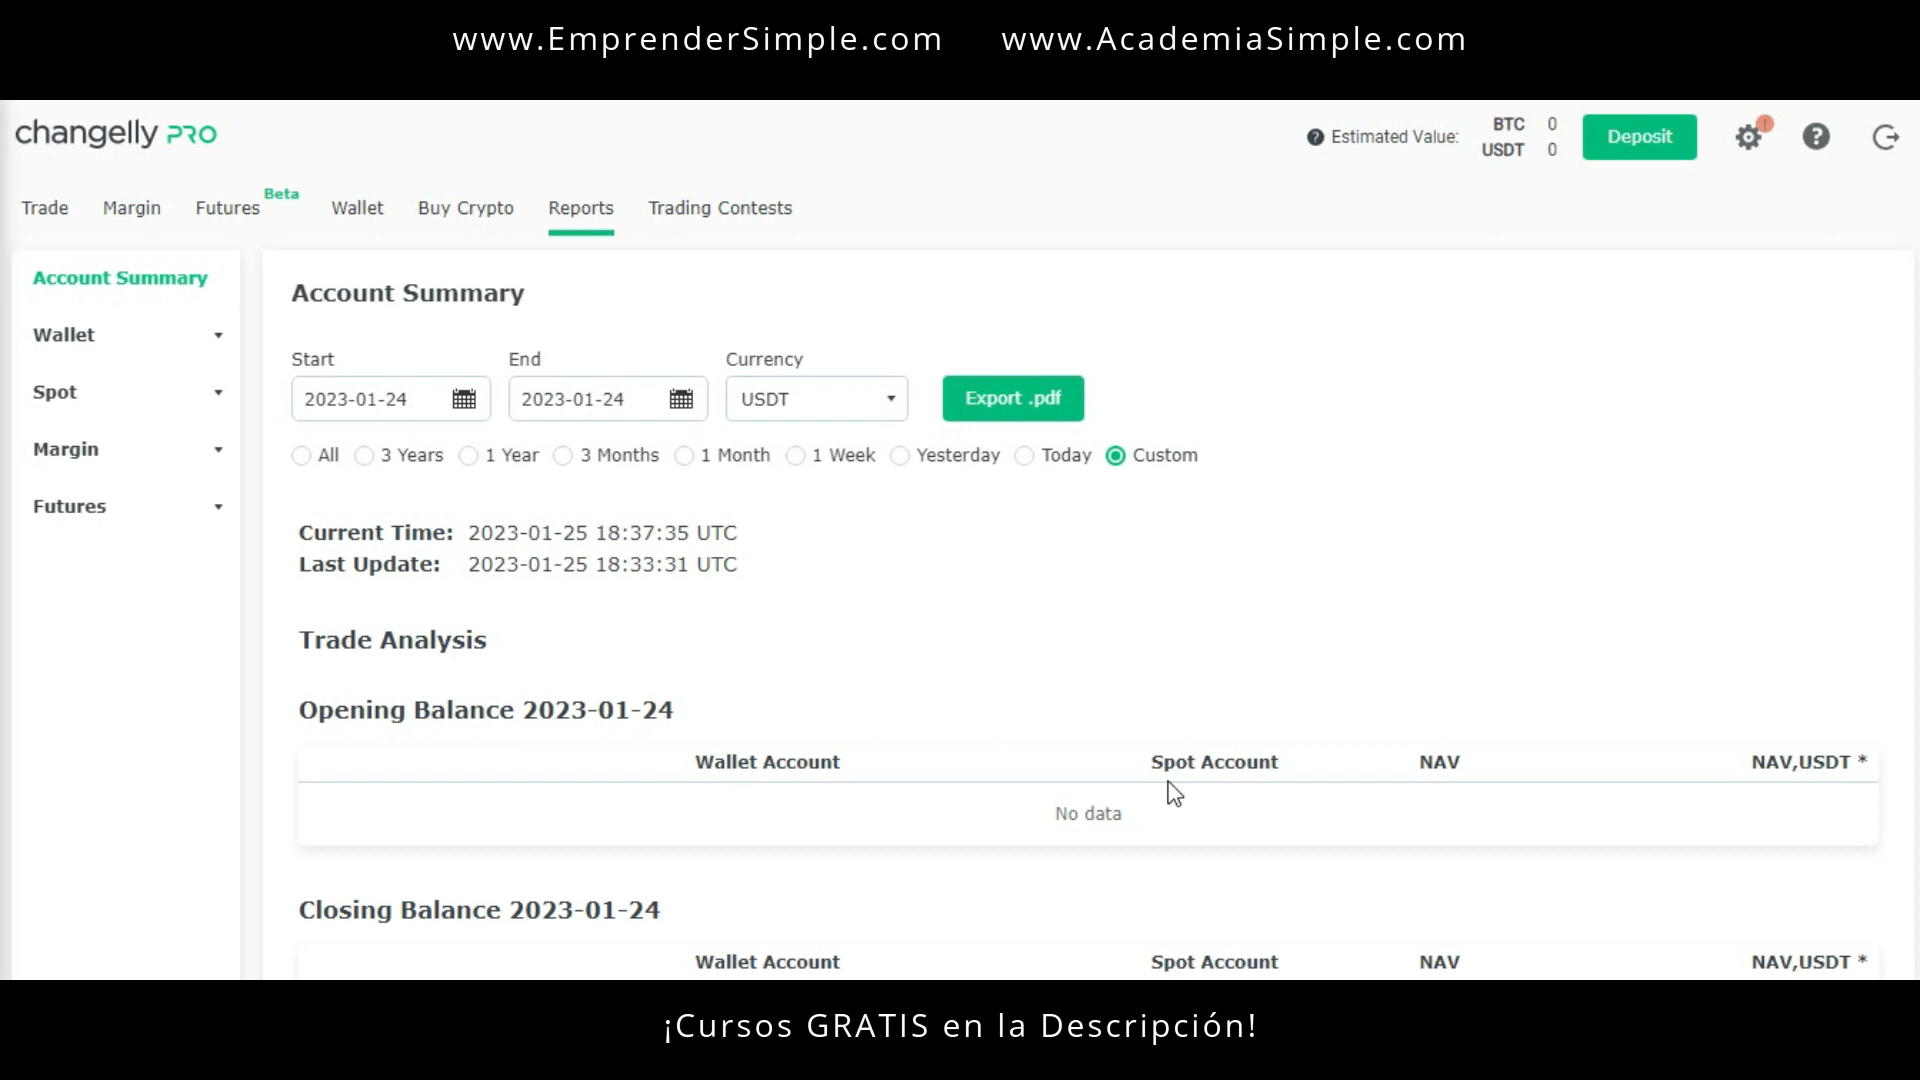 www.EmprenderSimple.com www.AcademiaSimple.com
changelly PRO
? Estimated Value: BTC 0
USDT 0
Deposit
!
?
Trade Margin Futures Beta Wallet Buy Crypto Reports Trading Contests
Account Summary
Wallet
Spot
Margin
Futures
Account Summary
Start End Currency
2023-01-24 2023-01-24 USDT Export .pdf
All 3 Years 1 Year 3 Months 1 Month 1 Week Yesterday Today Custom
Current Time: 2023-01-25 18:37:35 UTC
Last Update: 2023-01-25 18:33:31 UTC
Trade Analysis
Opening Balance 2023-01-24
Wallet Account Spot Account NAV NAV,USDT *
No data
Closing Balance 2023-01-24
Wallet Account Spot Account NAV NAV,USDT *
¡Cursos GRATIS en la Descripción!